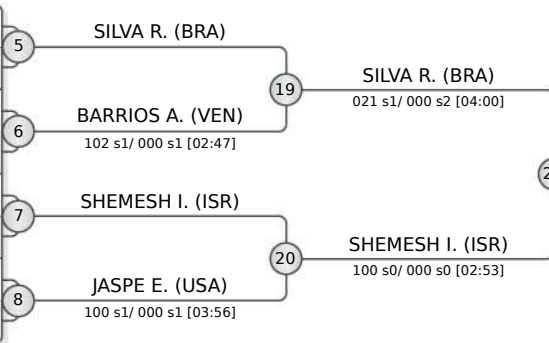 5
SILVA R. (BRA)
19
SILVA R. (BRA)
021 s1/ 000 s2 [04:00]
6
BARRIOS A. (VEN)
102 s1/ 000 s1 [02:47]
7
SHEMESH I. (ISR)
20
SHEMESH I. (ISR)
100 s0/ 000 s0 [02:53]
8
JASPE E. (USA)
100 s1/ 000 s1 [03:56]